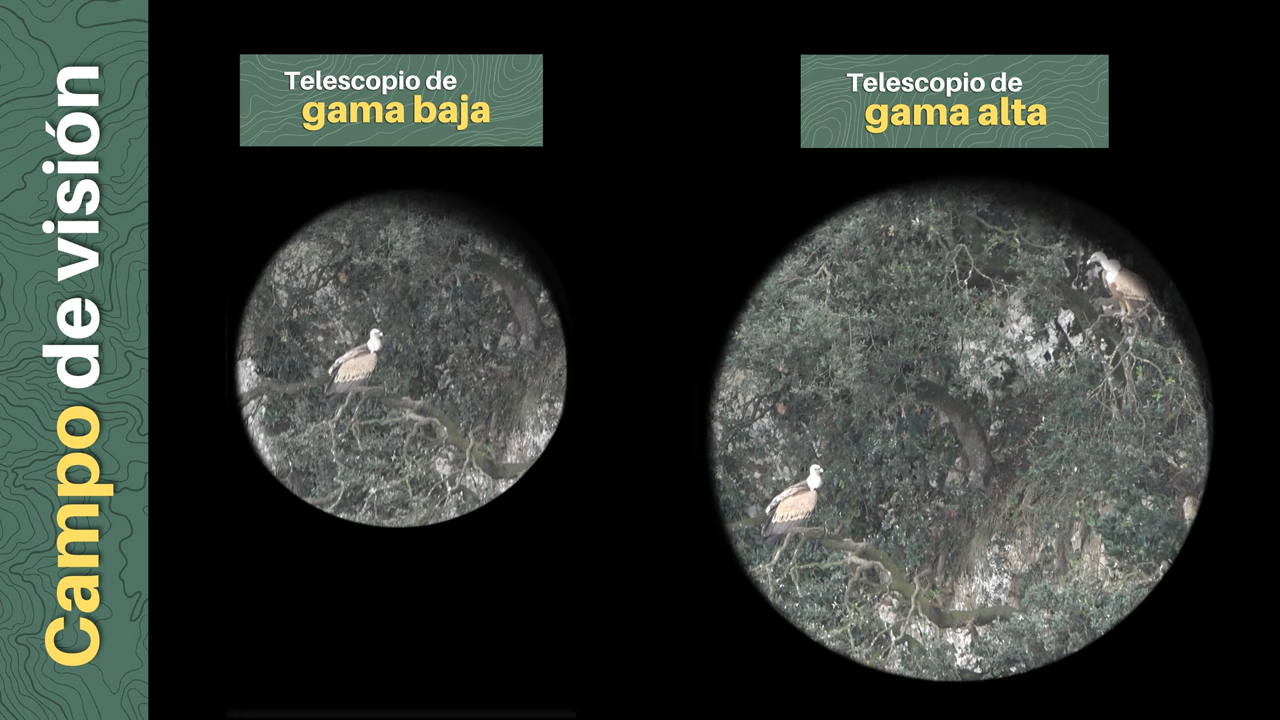 Campo de visión
Telescopio de
gama baja
Telescopio de
gama alta